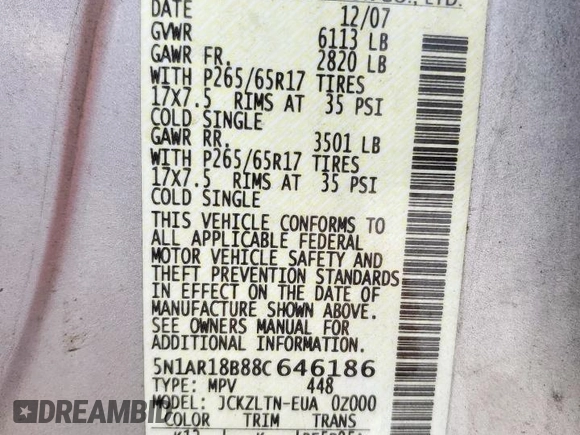 CO., LTD.
DATE 12/07
GVWR 6113 LB
GAWR FR. 2820 LB
WITH P265/65R17 TIRES
17X7.5 RIMS AT 35 PSI
COLD SINGLE
GAWR RR. 3501 LB
WITH P265/65R17 TIRES
17X7.5 RIMS AT 35 PSI
COLD SINGLE
THIS VEHICLE CONFORMS TO
ALL APPLICABLE FEDERAL
MOTOR VEHICLE SAFETY AND
THEFT PREVENTION STANDARDS
IN EFFECT ON THE DATE OF
MANUFACTURE SHOWN ABOVE.
SEE OWNERS MANUAL FOR
ADDITIONAL INFORMATION.
5N1AR18B88C646186
TYPE: MPV 448
MODEL: JCKZLTN-EUA 0Z000
COLOR TRIM TRANS
DEALERHISTORY.com